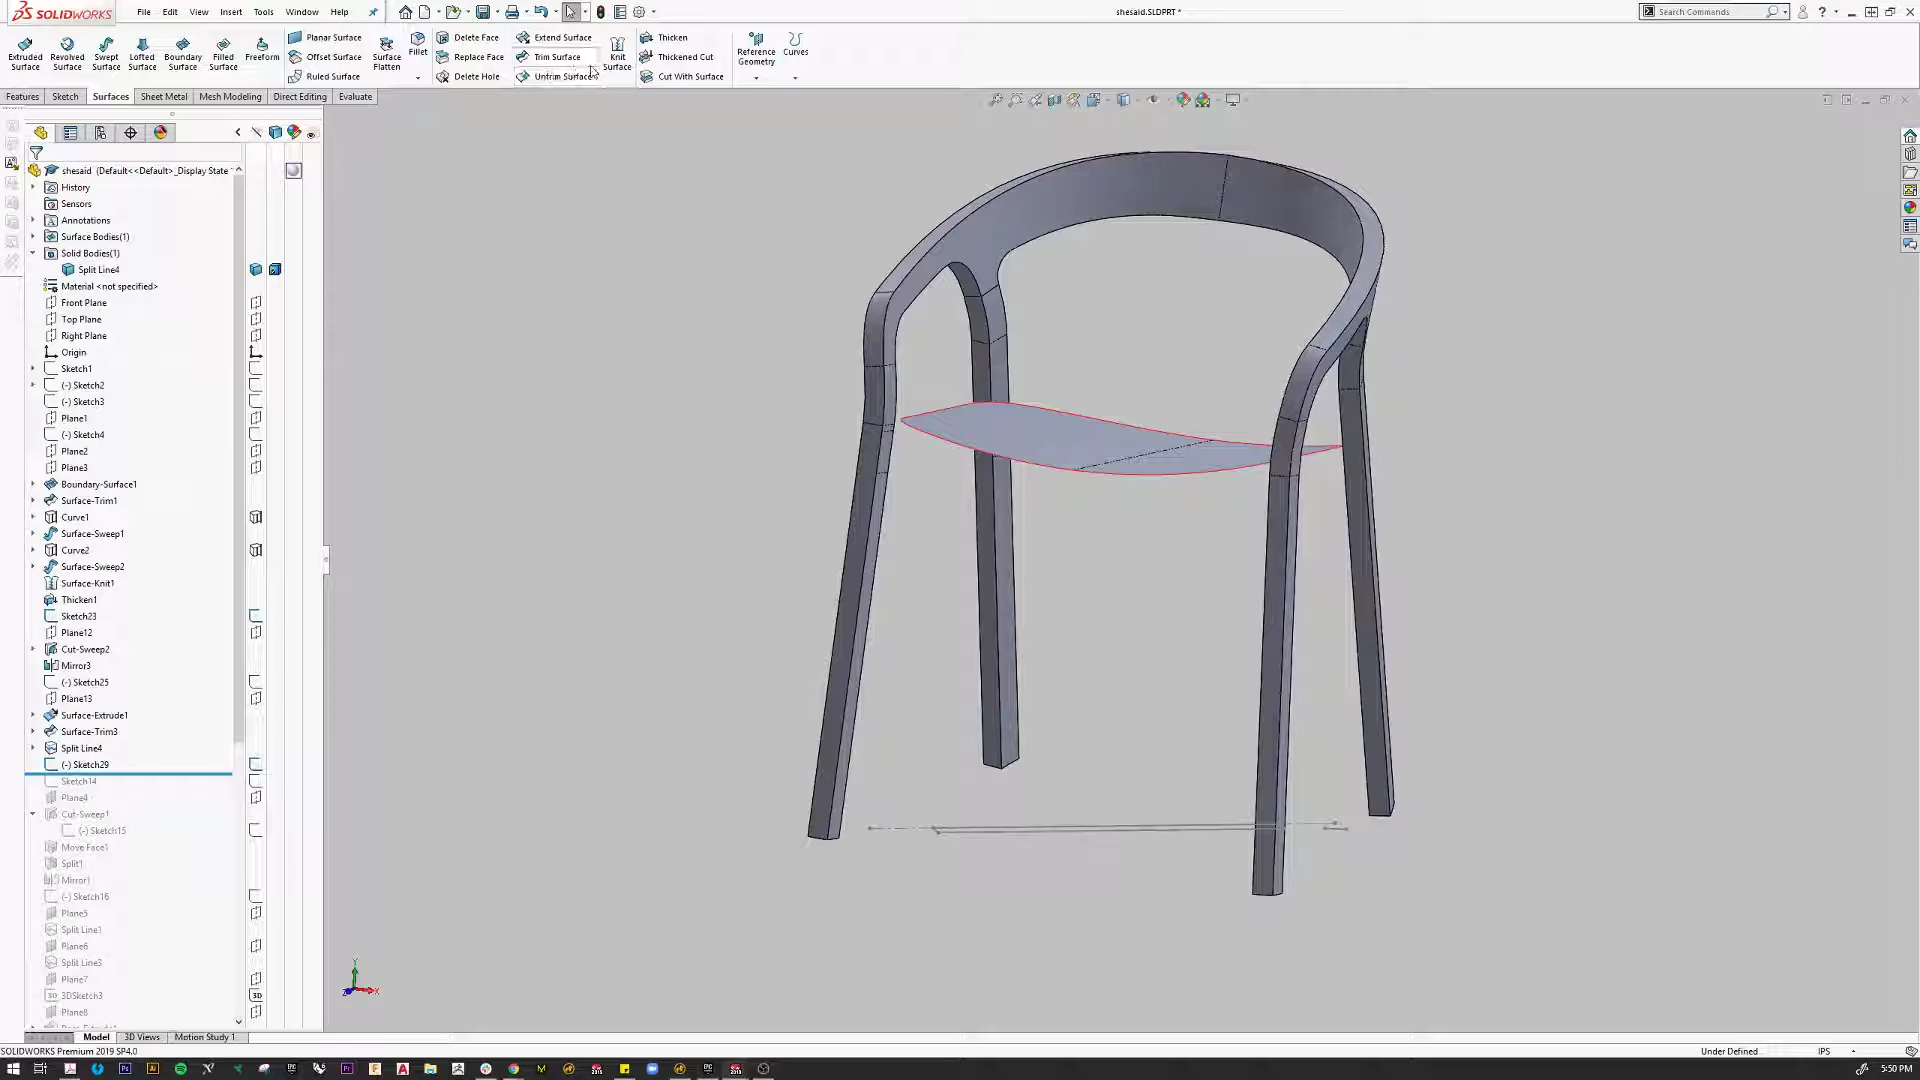 SOLIDWORKS File Edit View Insert Tools Window Help shesaid.SLDPRT * Search Commands
Extruded Surface
Revolved Surface
Swept Surface
Lofted Surface
Boundary Surface
Filled Surface
Freeform
Planar Surface
Offset Surface
Ruled Surface
Surface Flatten
Fillet
Delete Face
Replace Face
Delete Hole
Extend Surface
Trim Surface
Untrim Surface
Knit Surface
Thicken
Thickened Cut
Cut With Surface
Reference Geometry
Curves
Features Sketch Surfaces Sheet Metal Mesh Modeling Direct Editing Evaluate
shesaid (Default<<Default>_Display State
History
Sensors
Annotations
Surface Bodies(1)
Solid Bodies(1)
Split Line4
Material <not specified>
Front Plane
Top Plane
Right Plane
Origin
Sketch1
(-) Sketch2
(-) Sketch3
Plane1
(-) Sketch4
Plane2
Plane3
Boundary-Surface1
Surface-Trim1
Curve1
Surface-Sweep1
Curve2
Surface-Sweep2
Surface-Knit1
Thicken1
Sketch23
Plane12
Cut-Sweep2
Mirror3
(-) Sketch25
Plane13
Surface-Extrude1
Surface-Trim3
Split Line4
(-) Sketch29
Sketch14
Plane4
Cut-Sweep1
(-) Sketch15
Move Face1
Split1
Mirror1
(-) Sketch16
Plane5
Split Line1
Plane6
Split Line3
Plane7
3D 3DSketch3 3D
Plane8
Y
Z X
Model 3D Views Motion Study 1
SOLIDWORKS Premium 2019 SP4.0 Under Defined IPS
5:50 PM